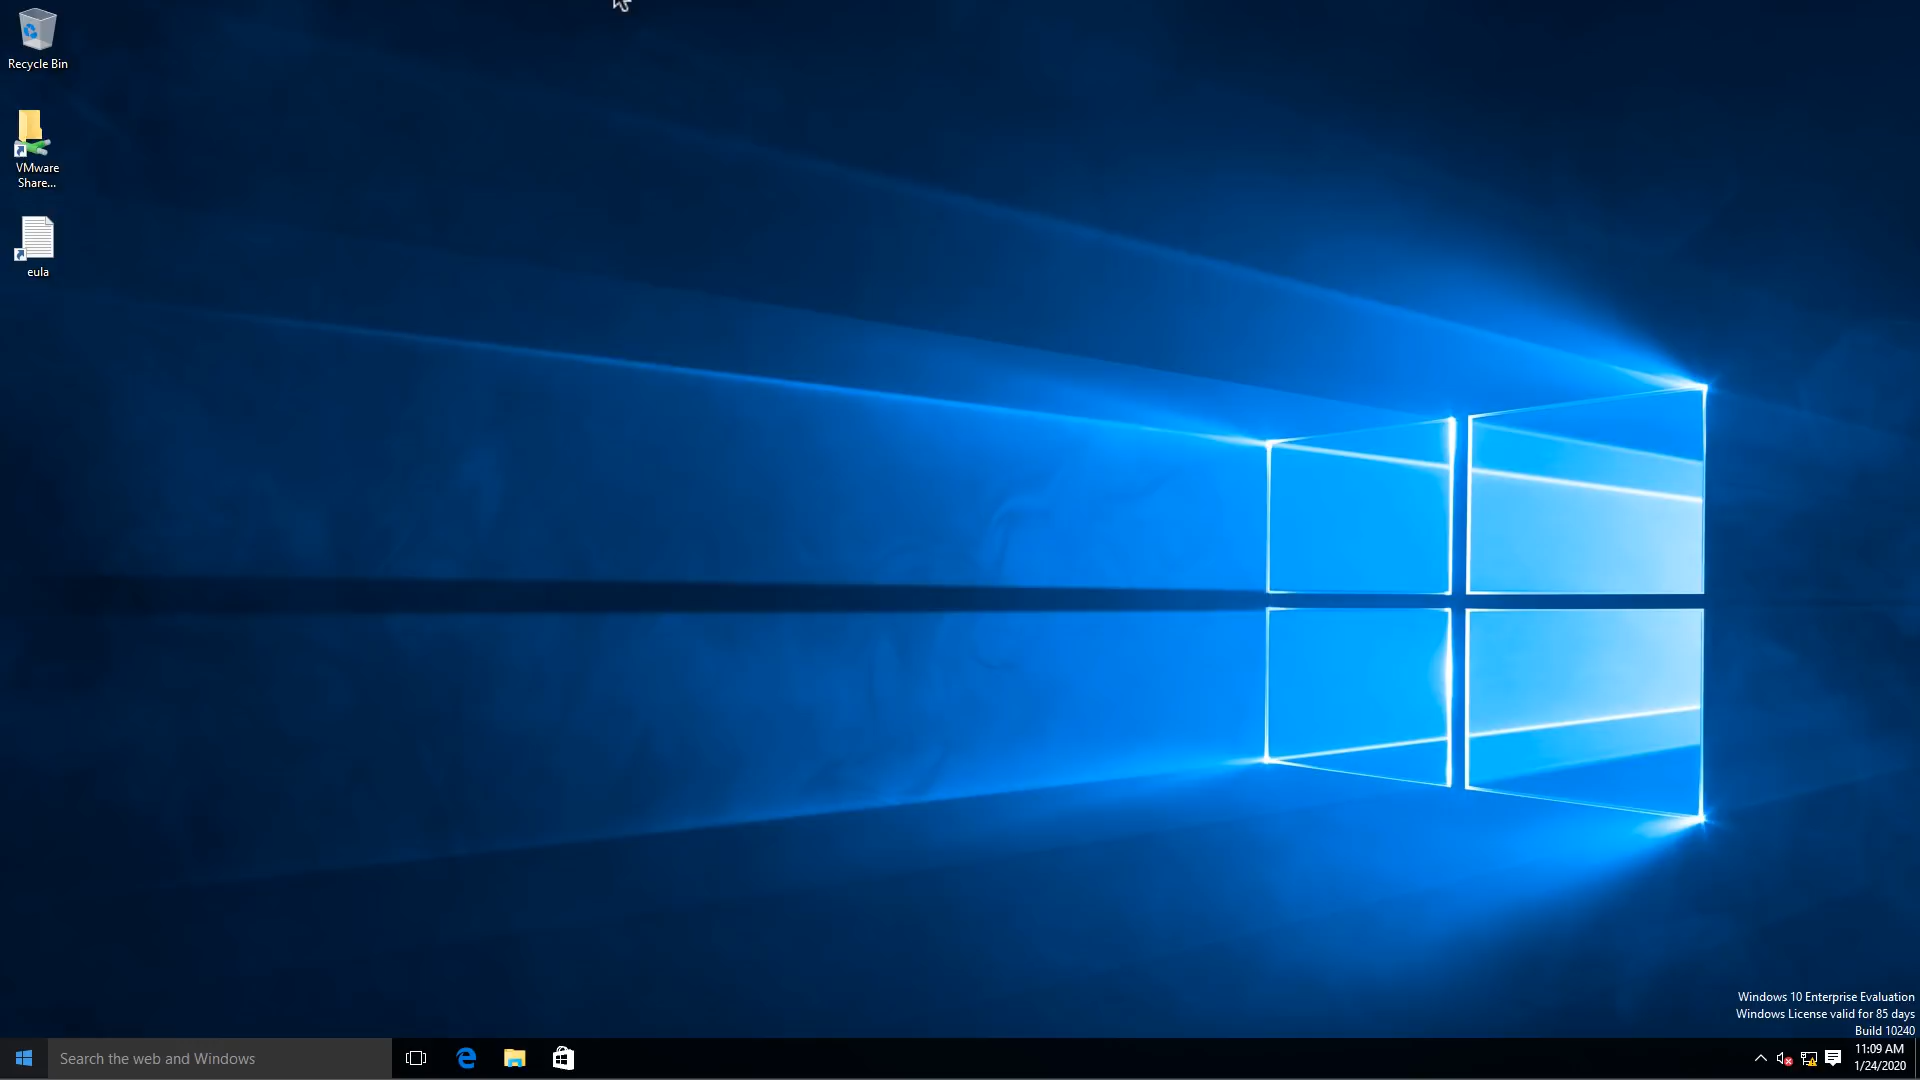 Recycle Bin
VMware
Share...
eula
Windows 10 Enterprise Evaluation
Windows License valid for 85 days
Build 10240
Search the web and Windows
11:09 AM
1/24/2020